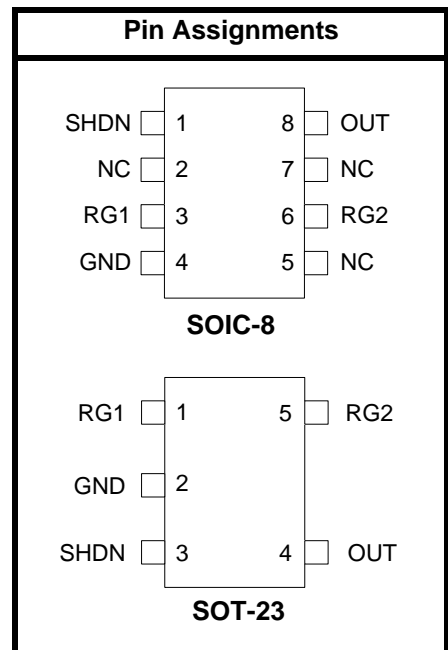 Pin Assignments
SHDN 1 8 OUT
NC 2 7 NC
RG1 3 6 RG2
GND 4 5 NC
SOIC-8
RG1 1 5 RG2
GND 2
SHDN 3 4 OUT
SOT-23